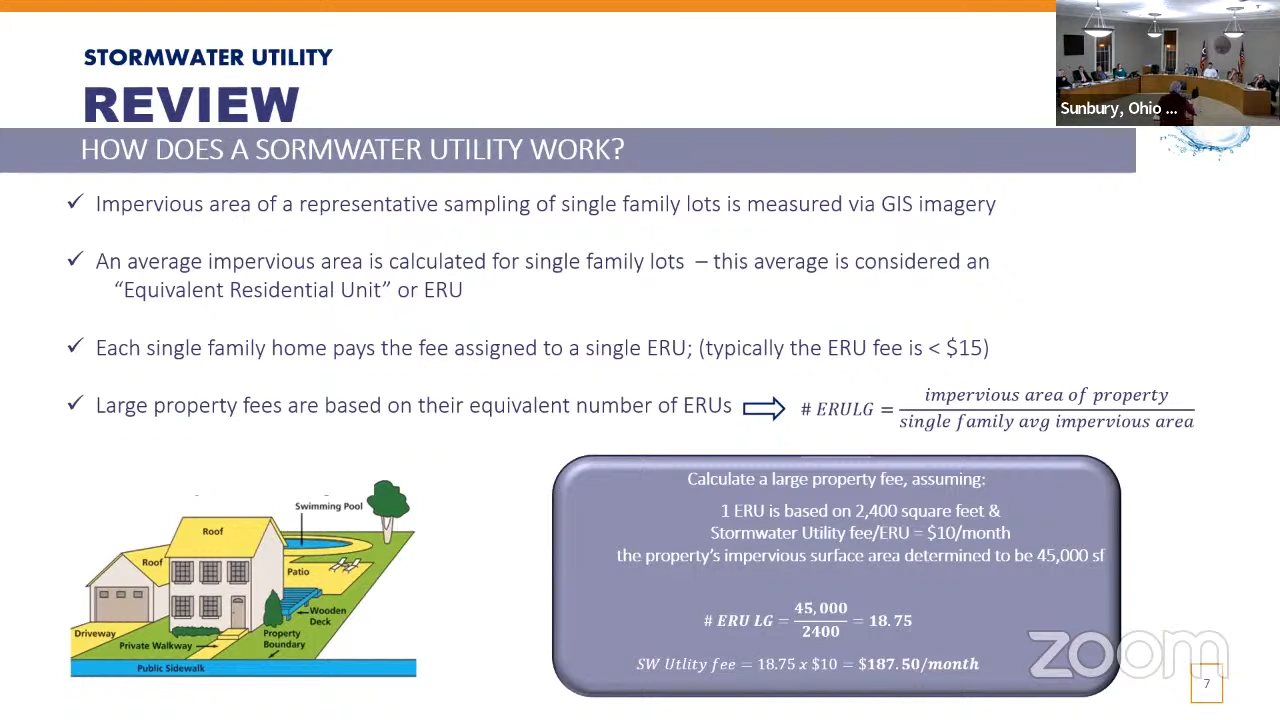 STORMWATER UTILITY
REVIEW
Sunbury, Ohio ...
HOW DOES A SORMWATER UTILITY WORK?
✓ Impervious area of a representative sampling of single family lots is measured via GIS imagery
✓ An average impervious area is calculated for single family lots – this average is considered an
“Equivalent Residential Unit” or ERU
✓ Each single family home pays the fee assigned to a single ERU; (typically the ERU fee is < $15)
✓ Large property fees are based on their equivalent number of ERUs
# ERULG = impervious area of property / single family avg impervious area
Swimming Pool
Roof
Roof
Patio
Wooden
Deck
Driveway
Private Walkway
Property
Boundary
Public Sidewalk
Calculate a large property fee, assuming:
1 ERU is based on 2,400 square feet &
Stormwater Utility fee/ERU = $10/month
the property's impervious surface area determined to be 45,000 sf
# ERU LG = 45,000 / 2400 = 18.75
SW Utlity fee = 18.75 x $10 = $187.50/month
zoom
7